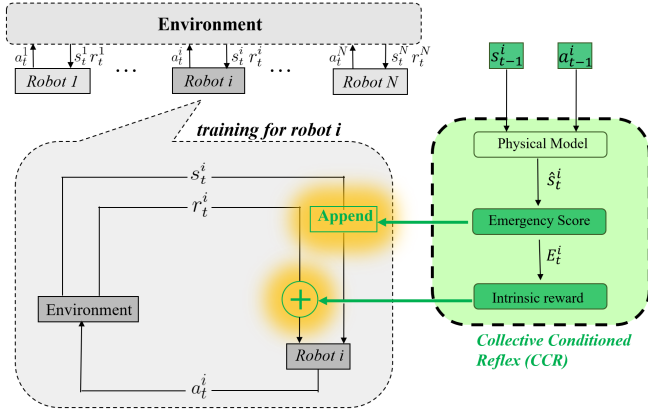 Environment
a_t^1 s_t^1 r_t^1 a_t^i s_t^i r_t^i a_t^N s_t^N r_t^N
Robot 1 ... Robot i ... Robot N
training for robot i
s_t^i
r_t^i
Append
+
Environment
Robot i
a_t^i
s_{t-1}^i a_{t-1}^i
Physical Model
ŝ_t^i
Emergency Score
E_t^i
Intrinsic reward
Collective Conditioned
Reflex (CCR)